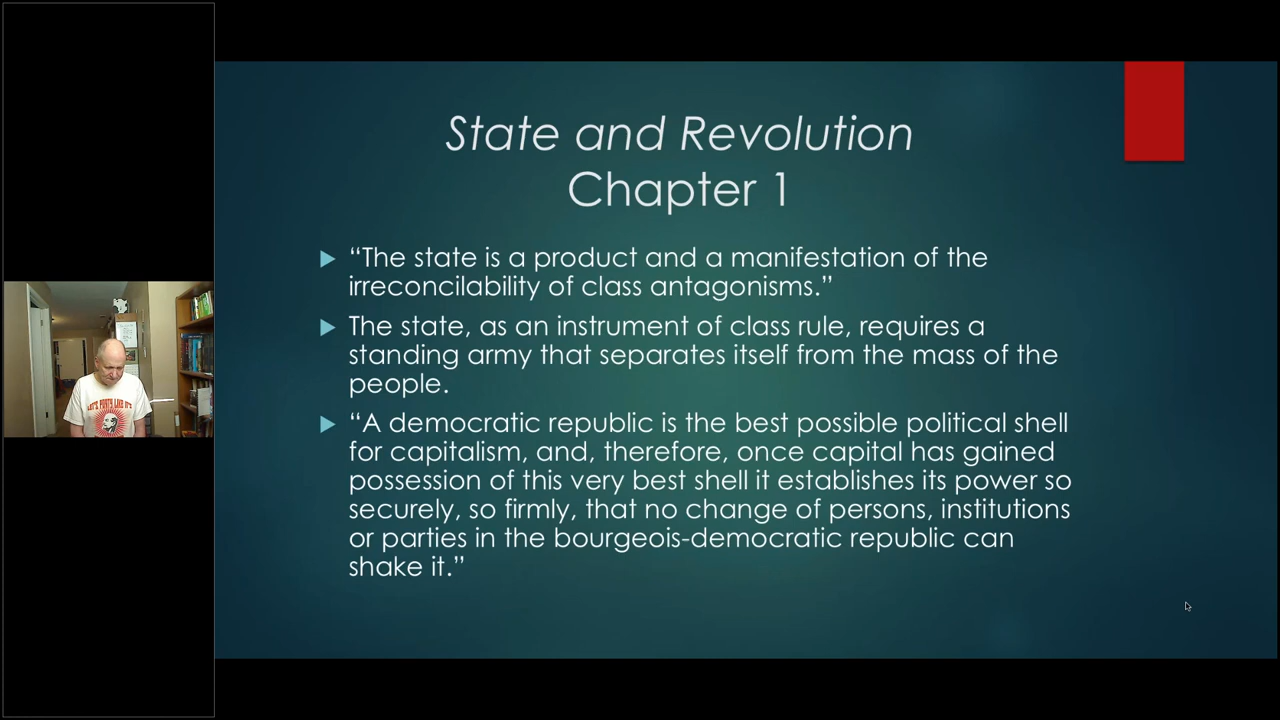 State and Revolution
Chapter 1
“The state is a product and a manifestation of the
irreconcilability of class antagonisms.”
The state, as an instrument of class rule, requires a
standing army that separates itself from the mass of the
people.
“A democratic republic is the best possible political shell
for capitalism, and, therefore, once capital has gained
possession of this very best shell it establishes its power so
securely, so firmly, that no change of persons, institutions
or parties in the bourgeois-democratic republic can
shake it.”
LET'S PARTY LIKE IT'S